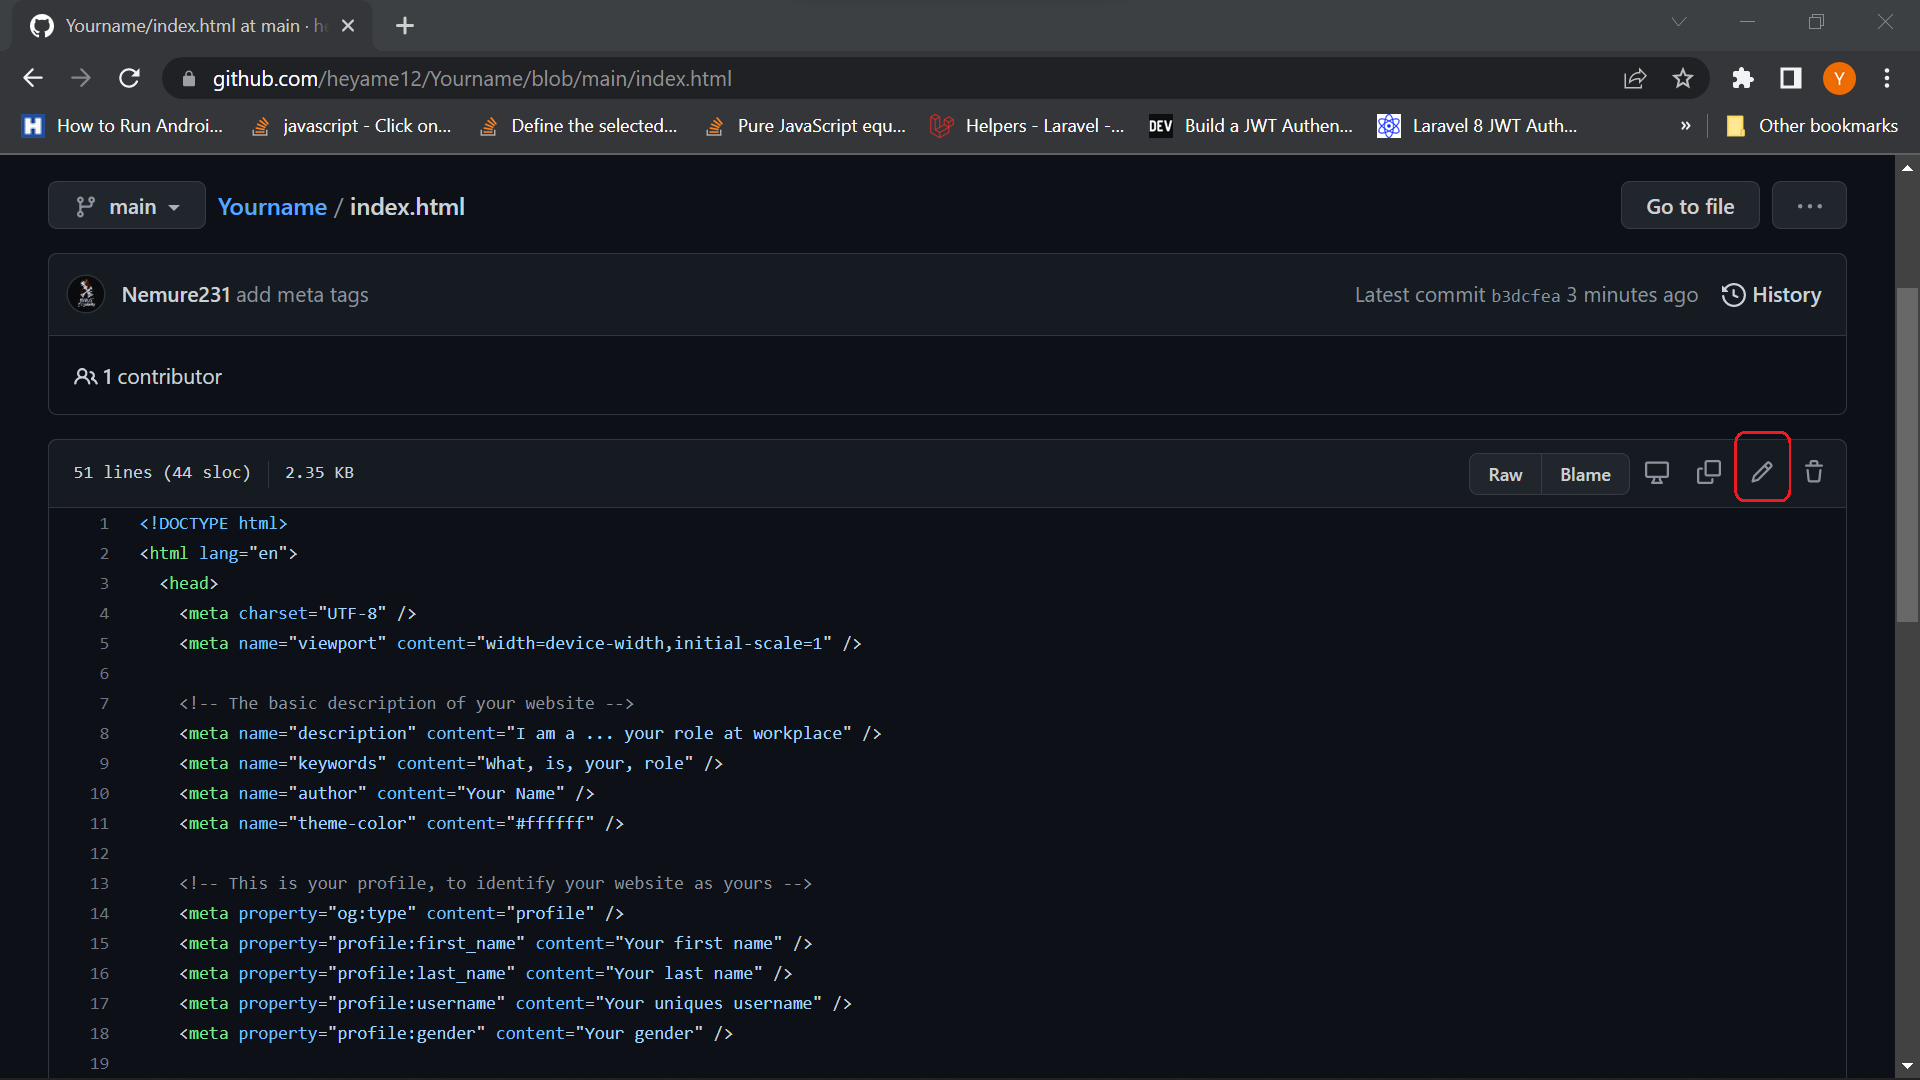 Yourname/index.html at main · he
github.com/heyame12/Yourname/blob/main/index.html
Y
H How to Run Androi... javascript - Click on... Define the selected... Pure JavaScript equ... Helpers - Laravel -... DEV Build a JWT Authen... Laravel 8 JWT Auth... » Other bookmarks
main Yourname / index.html Go to file ...
Nemure231 add meta tags Latest commit b3dcfea 3 minutes ago History
1 contributor
51 lines (44 sloc) 2.35 KB Raw Blame
1 <!DOCTYPE html>
2 <html lang="en">
3 <head>
4 <meta charset="UTF-8" />
5 <meta name="viewport" content="width=device-width,initial-scale=1" />
6
7 <!-- The basic description of your website -->
8 <meta name="description" content="I am a ... your role at workplace" />
9 <meta name="keywords" content="What, is, your, role" />
10 <meta name="author" content="Your Name" />
11 <meta name="theme-color" content="#ffffff" />
12
13 <!-- This is your profile, to identify your website as yours -->
14 <meta property="og:type" content="profile" />
15 <meta property="profile:first_name" content="Your first name" />
16 <meta property="profile:last_name" content="Your last name" />
17 <meta property="profile:username" content="Your uniques username" />
18 <meta property="profile:gender" content="Your gender" />
19